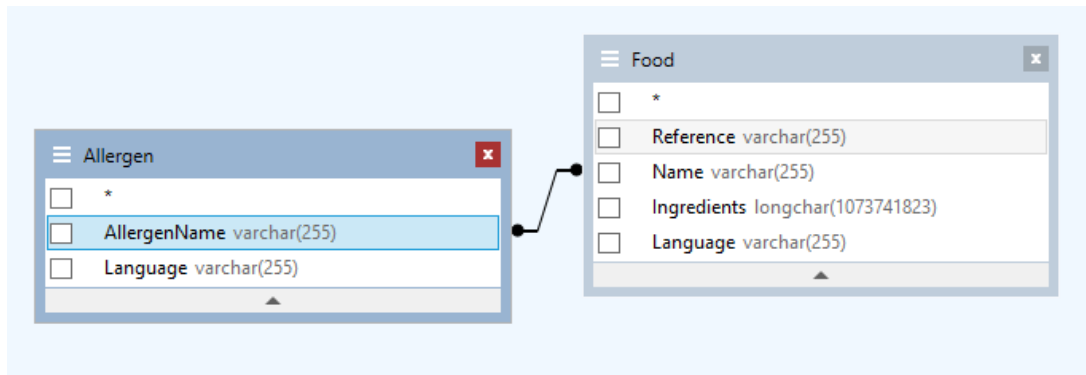 Allergen
*
AllergenName varchar(255)
Language varchar(255)
Food
*
Reference varchar(255)
Name varchar(255)
Ingredients longchar(1073741823)
Language varchar(255)